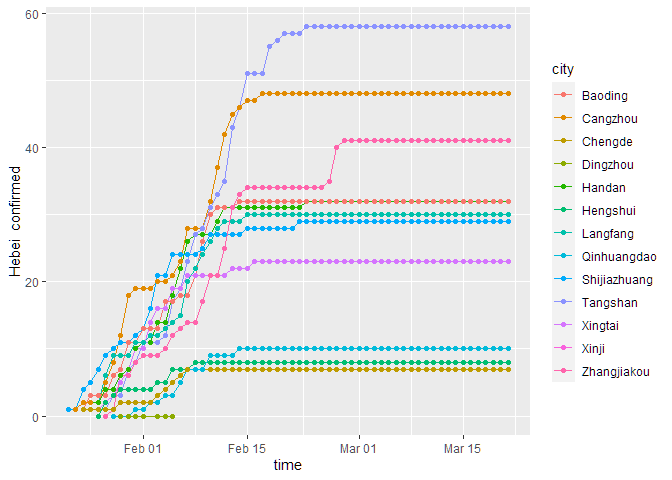 60
40
20
0
Hebei confirmed
Feb 01
Feb 15
Mar 01
Mar 15
time
city
Baoding
Cangzhou
Chengde
Dingzhou
Handan
Hengshui
Langfang
Qinhuangdao
Shijiazhuang
Tangshan
Xingtai
Xinji
Zhangjiakou